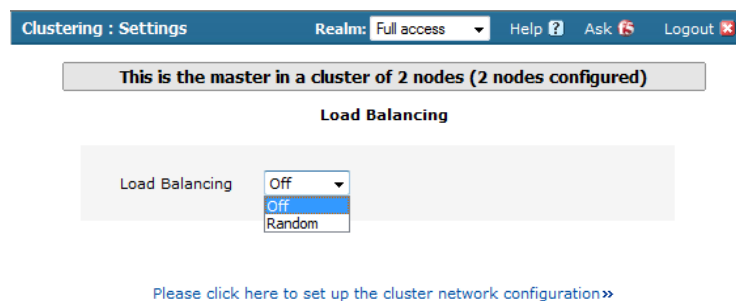 Clustering : Settings Realm: Full access Help ? Ask f5 Logout
This is the master in a cluster of 2 nodes (2 nodes configured)
Load Balancing
Load Balancing Off
Off
Random
Please click here to set up the cluster network configuration»